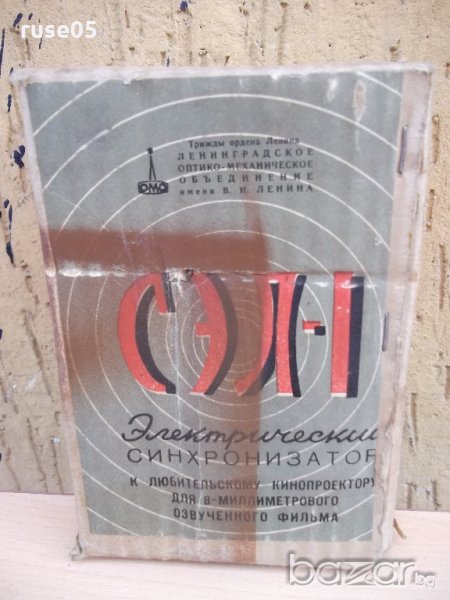 ruse05
Трижды ордена Ленина
ЛЕНИНГРАДСКОЕ
ОПТИКО-МЕХАНИЧЕСКОЕ
ОБЪЕДИНЕНИЕ
имени В. И. ЛЕНИНА
ЛОМО
СЭЛ-1
Электрический
СИНХРОНИЗАТОР
К ЛЮБИТЕЛЬСКОМУ КИНОПРОЕКТОРУ
ДЛЯ 8-МИЛЛИМЕТРОВОГО
ОЗВУЧЕННОГО ФИЛЬМА
bazar.bg